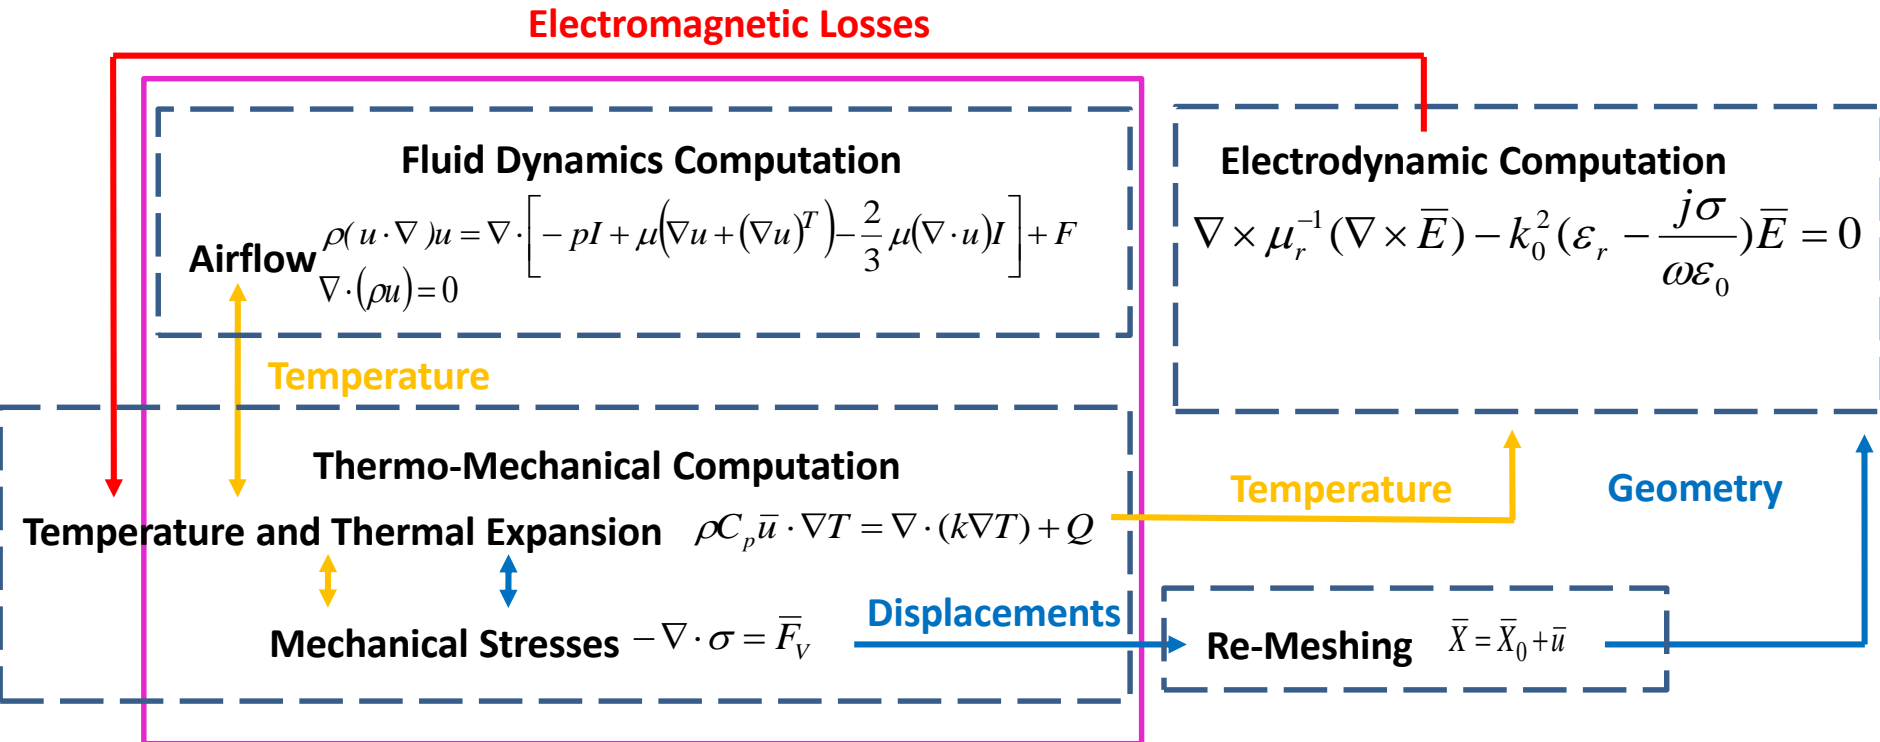 Electromagnetic Losses
Fluid Dynamics Computation
Airflow
ρ( u · ∇ )u = ∇ · [ − pI + μ(∇u + (∇u)^T) − 2/3 μ(∇ · u)I ] + F
∇ · (ρu) = 0
Electrodynamic Computation
∇ × μ_r^{−1} (∇ × E̅) − k_0^2 (ε_r − jσ/ωε_0) E̅ = 0
Temperature
Thermo-Mechanical Computation
Temperature and Thermal Expansion ρC_p u̅ · ∇T = ∇ · (k∇T) + Q
Temperature
Geometry
Mechanical Stresses − ∇ · σ = F̅_V
Displacements
Re-Meshing X̅ = X̅_0 + u̅